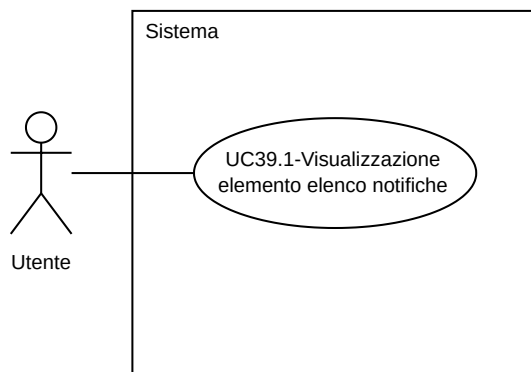 Sistema
UC39.1-Visualizzazione
elemento elenco notifiche
Utente